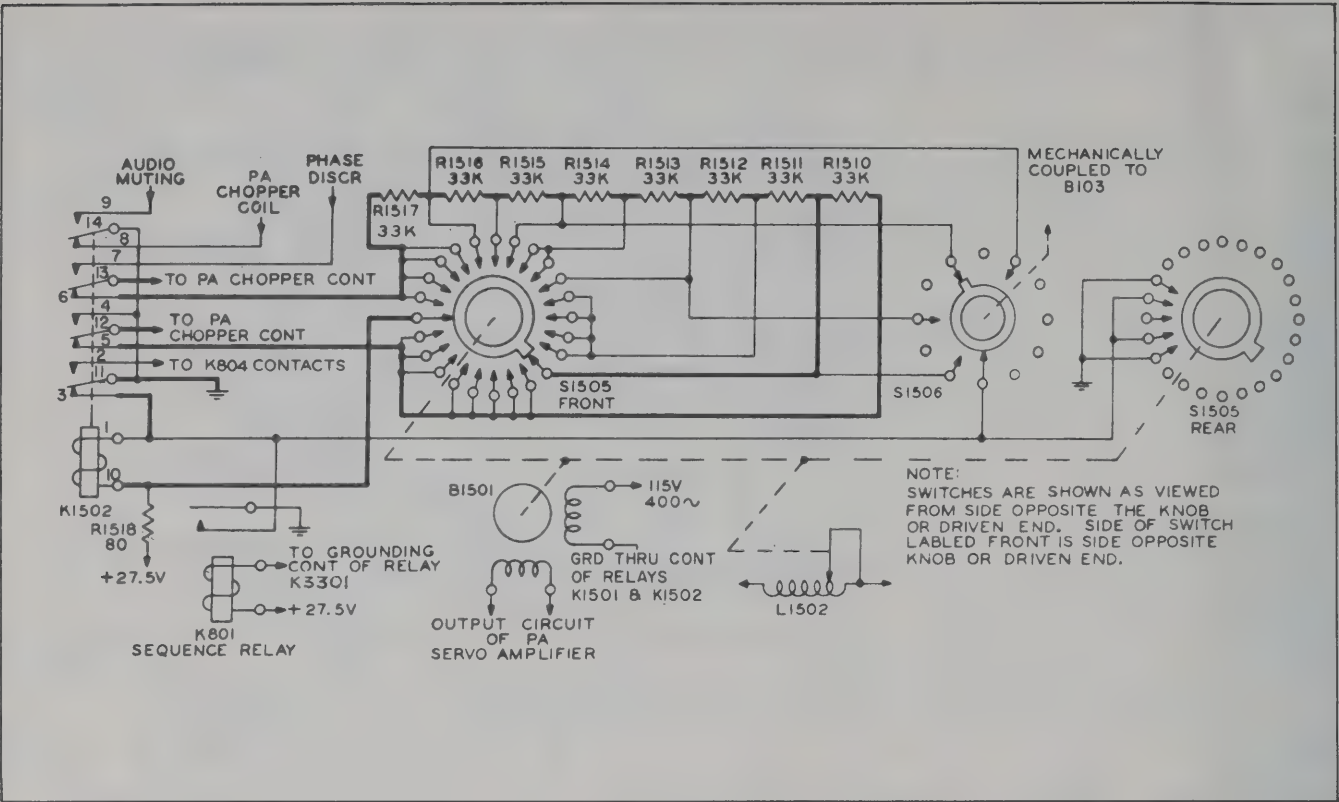 AUDIO
MUTING
PA
CHOPPER
COIL
PHASE
DISCR
R1517
33K
R1516
33K
R1515
33K
R1514
33K
R1513
33K
R1512
33K
R1511
33K
R1510
33K
MECHANICALLY
COUPLED TO
B103
9
14
8
7
13
TO PA CHOPPER CONT
6
4
12
TO PA
CHOPPER CONT
5
2
TO K804 CONTACTS
11
3
1
10
K1502
R1518
80
+27.5V
S1505
FRONT
S1506
S1505
REAR
TO GROUNDING
CONT OF RELAY
K3301
+27.5V
K801
SEQUENCE RELAY
B1501
115V
400~
GRD THRU CONT
OF RELAYS
K1501 & K1502
OUTPUT CIRCUIT
OF PA
SERVO AMPLIFIER
L1502
NOTE:
SWITCHES ARE SHOWN AS VIEWED
FROM SIDE OPPOSITE THE KNOB
OR DRIVEN END. SIDE OF SWITCH
LABLED FRONT IS SIDE OPPOSITE
KNOB OR DRIVEN END.